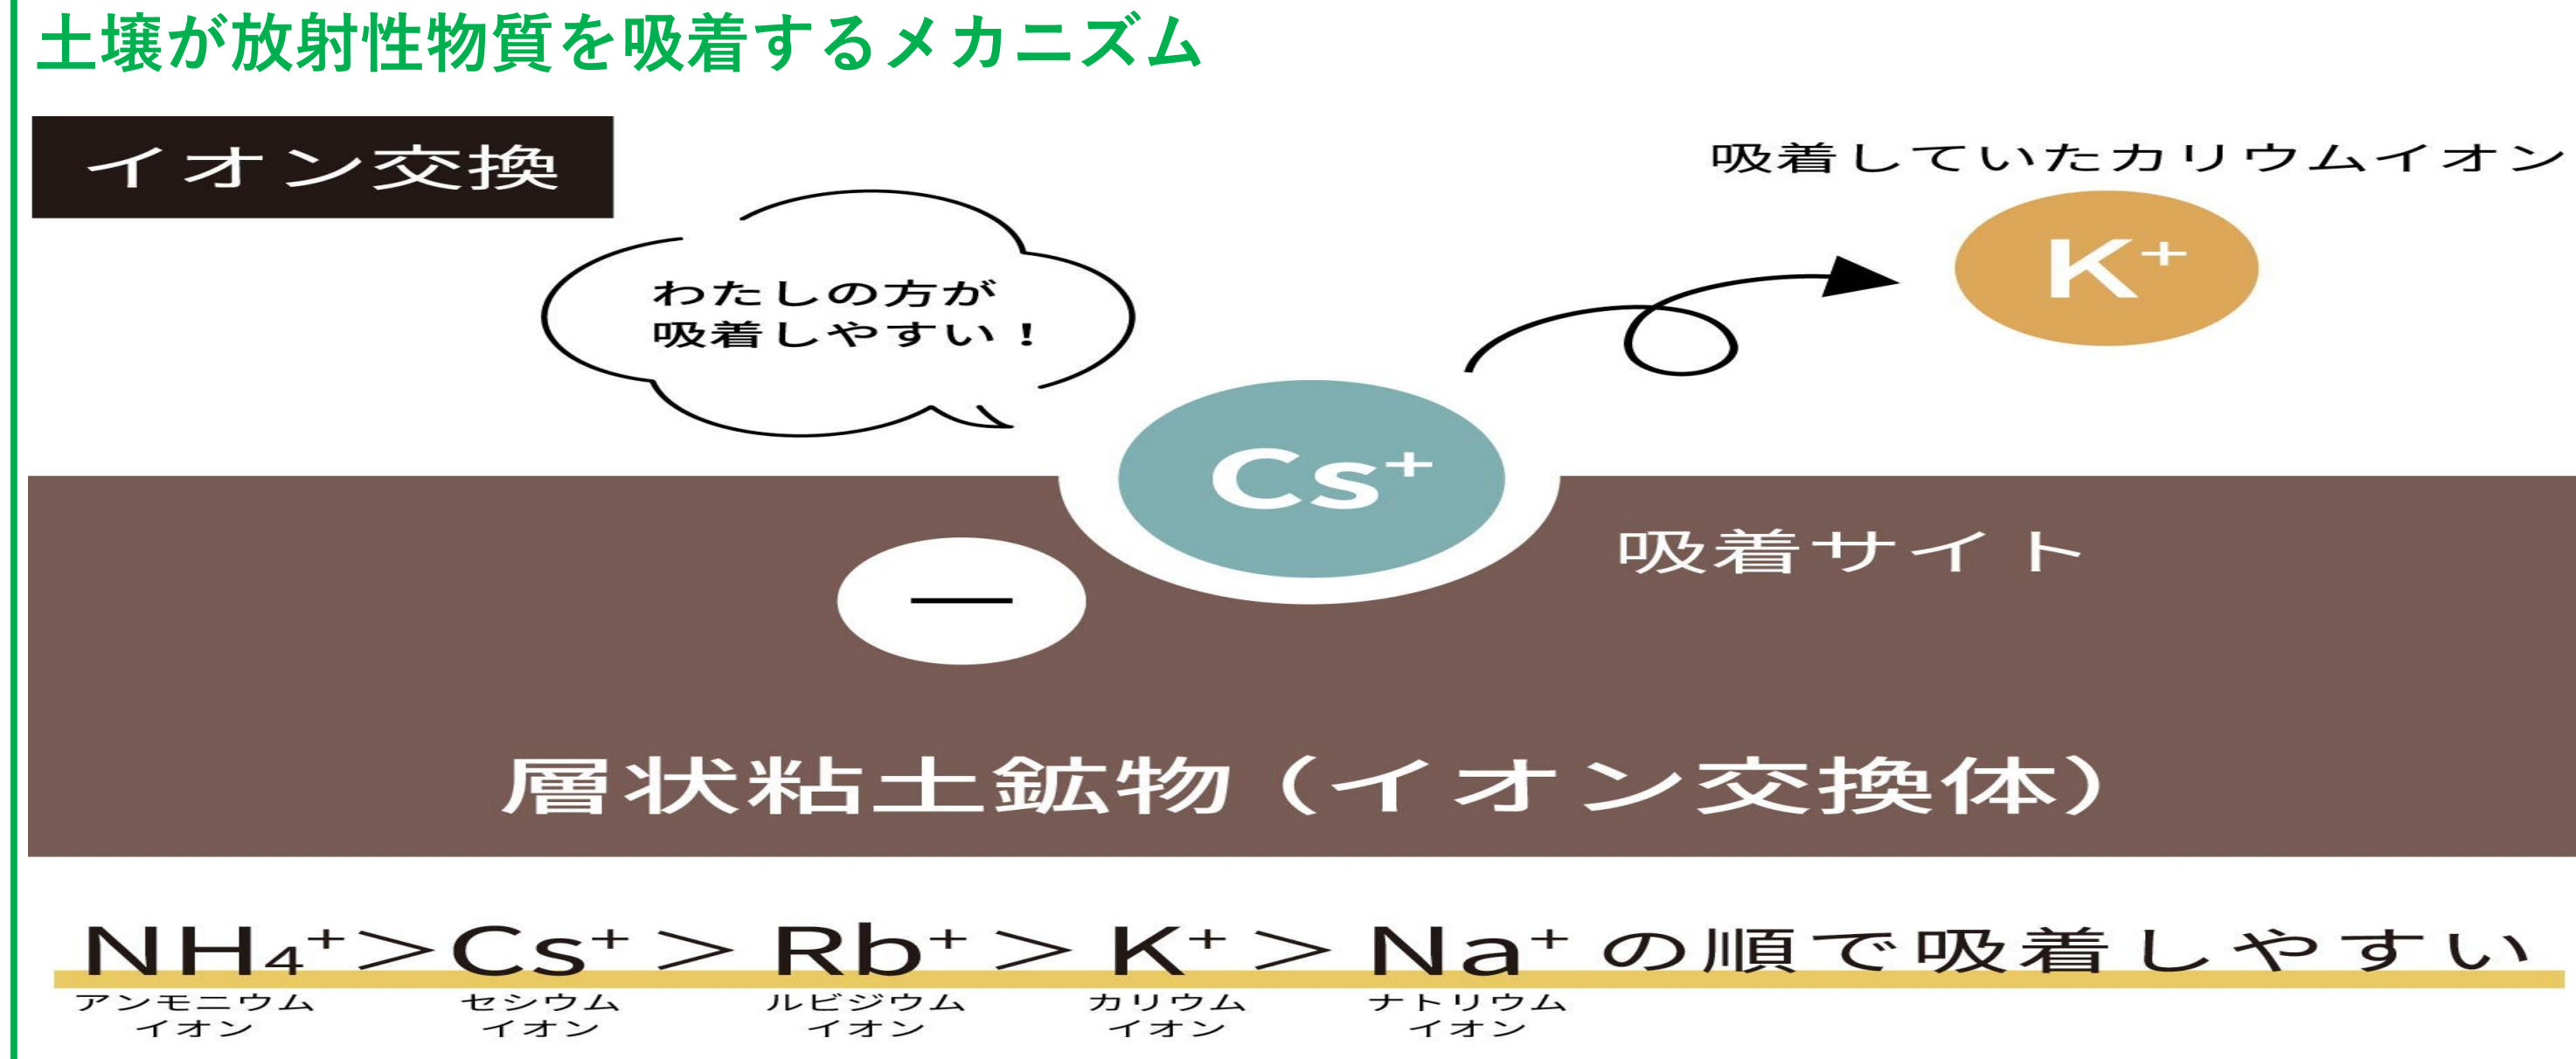 土壌が放射性物質を吸着するメカニズム
イオン交換
吸着していたカリウムイオン
K⁺
わたしの方が
吸着しやすい！
Cs⁺
吸着サイト
－
層状粘土鉱物（イオン交換体）
NH₄⁺＞Cs⁺＞Rb⁺＞K⁺＞Na⁺の順で吸着しやすい
アンモニウム セシウム ルビジウム カリウム ナトリウム
イオン イオン イオン イオン イオン